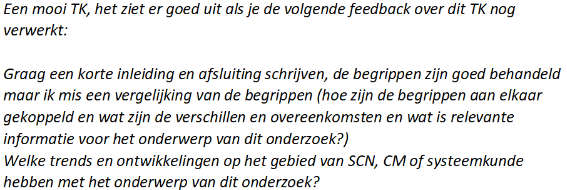 Een mooi TK, het ziet er goed uit als je de volgende feedback over dit TK nog
verwerkt:

Graag een korte inleiding en afsluiting schrijven, de begrippen zijn goed behandeld
maar ik mis een vergelijking van de begrippen (hoe zijn de begrippen aan elkaar
gekoppeld en wat zijn de verschillen en overeenkomsten en wat is relevante
informatie voor het onderwerp van dit onderzoek?)
Welke trends en ontwikkelingen op het gebied van SCN, CM of systeemkunde
hebben met het onderwerp van dit onderzoek?